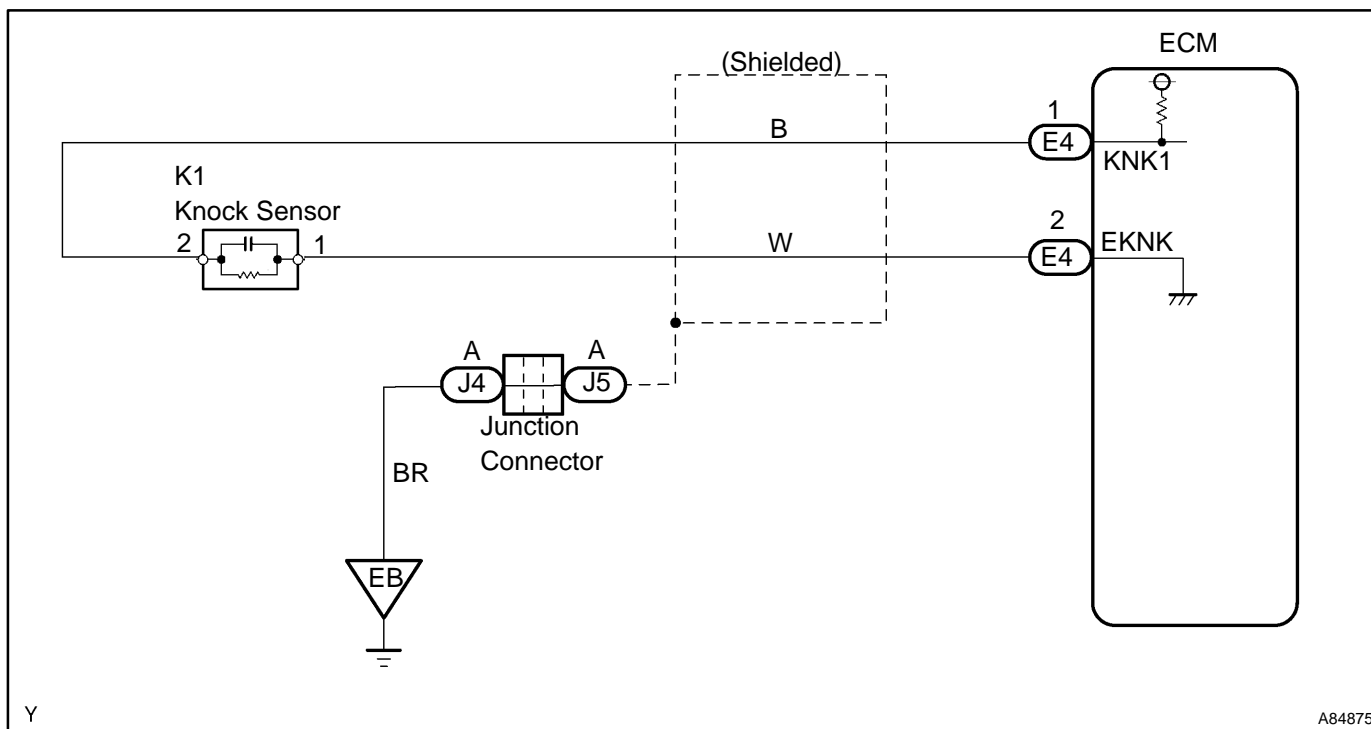 ECM
(Shielded)
1
B
E4
KNK1
K1
Knock Sensor
2
1
W
2
E4
EKNK
A
A
J4
J5
Junction
Connector
BR
EB
Y
A84875